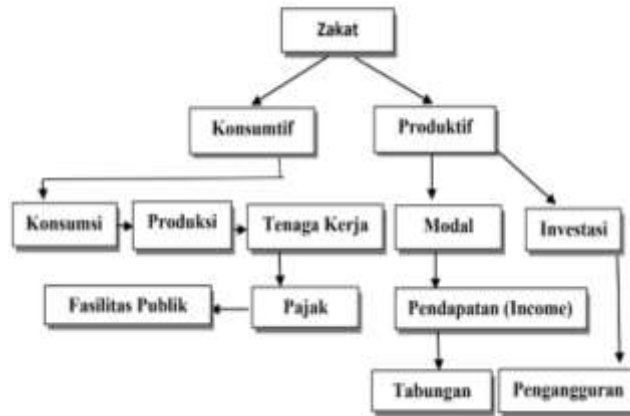 Zakat
Konsumtif
Produktif
Konsumsi
Produksi
Tenaga Kerja
Modal
Investasi
Fasilitas Publik
Pajak
Pendapatan (Income)
Tabungan
Pengangguran